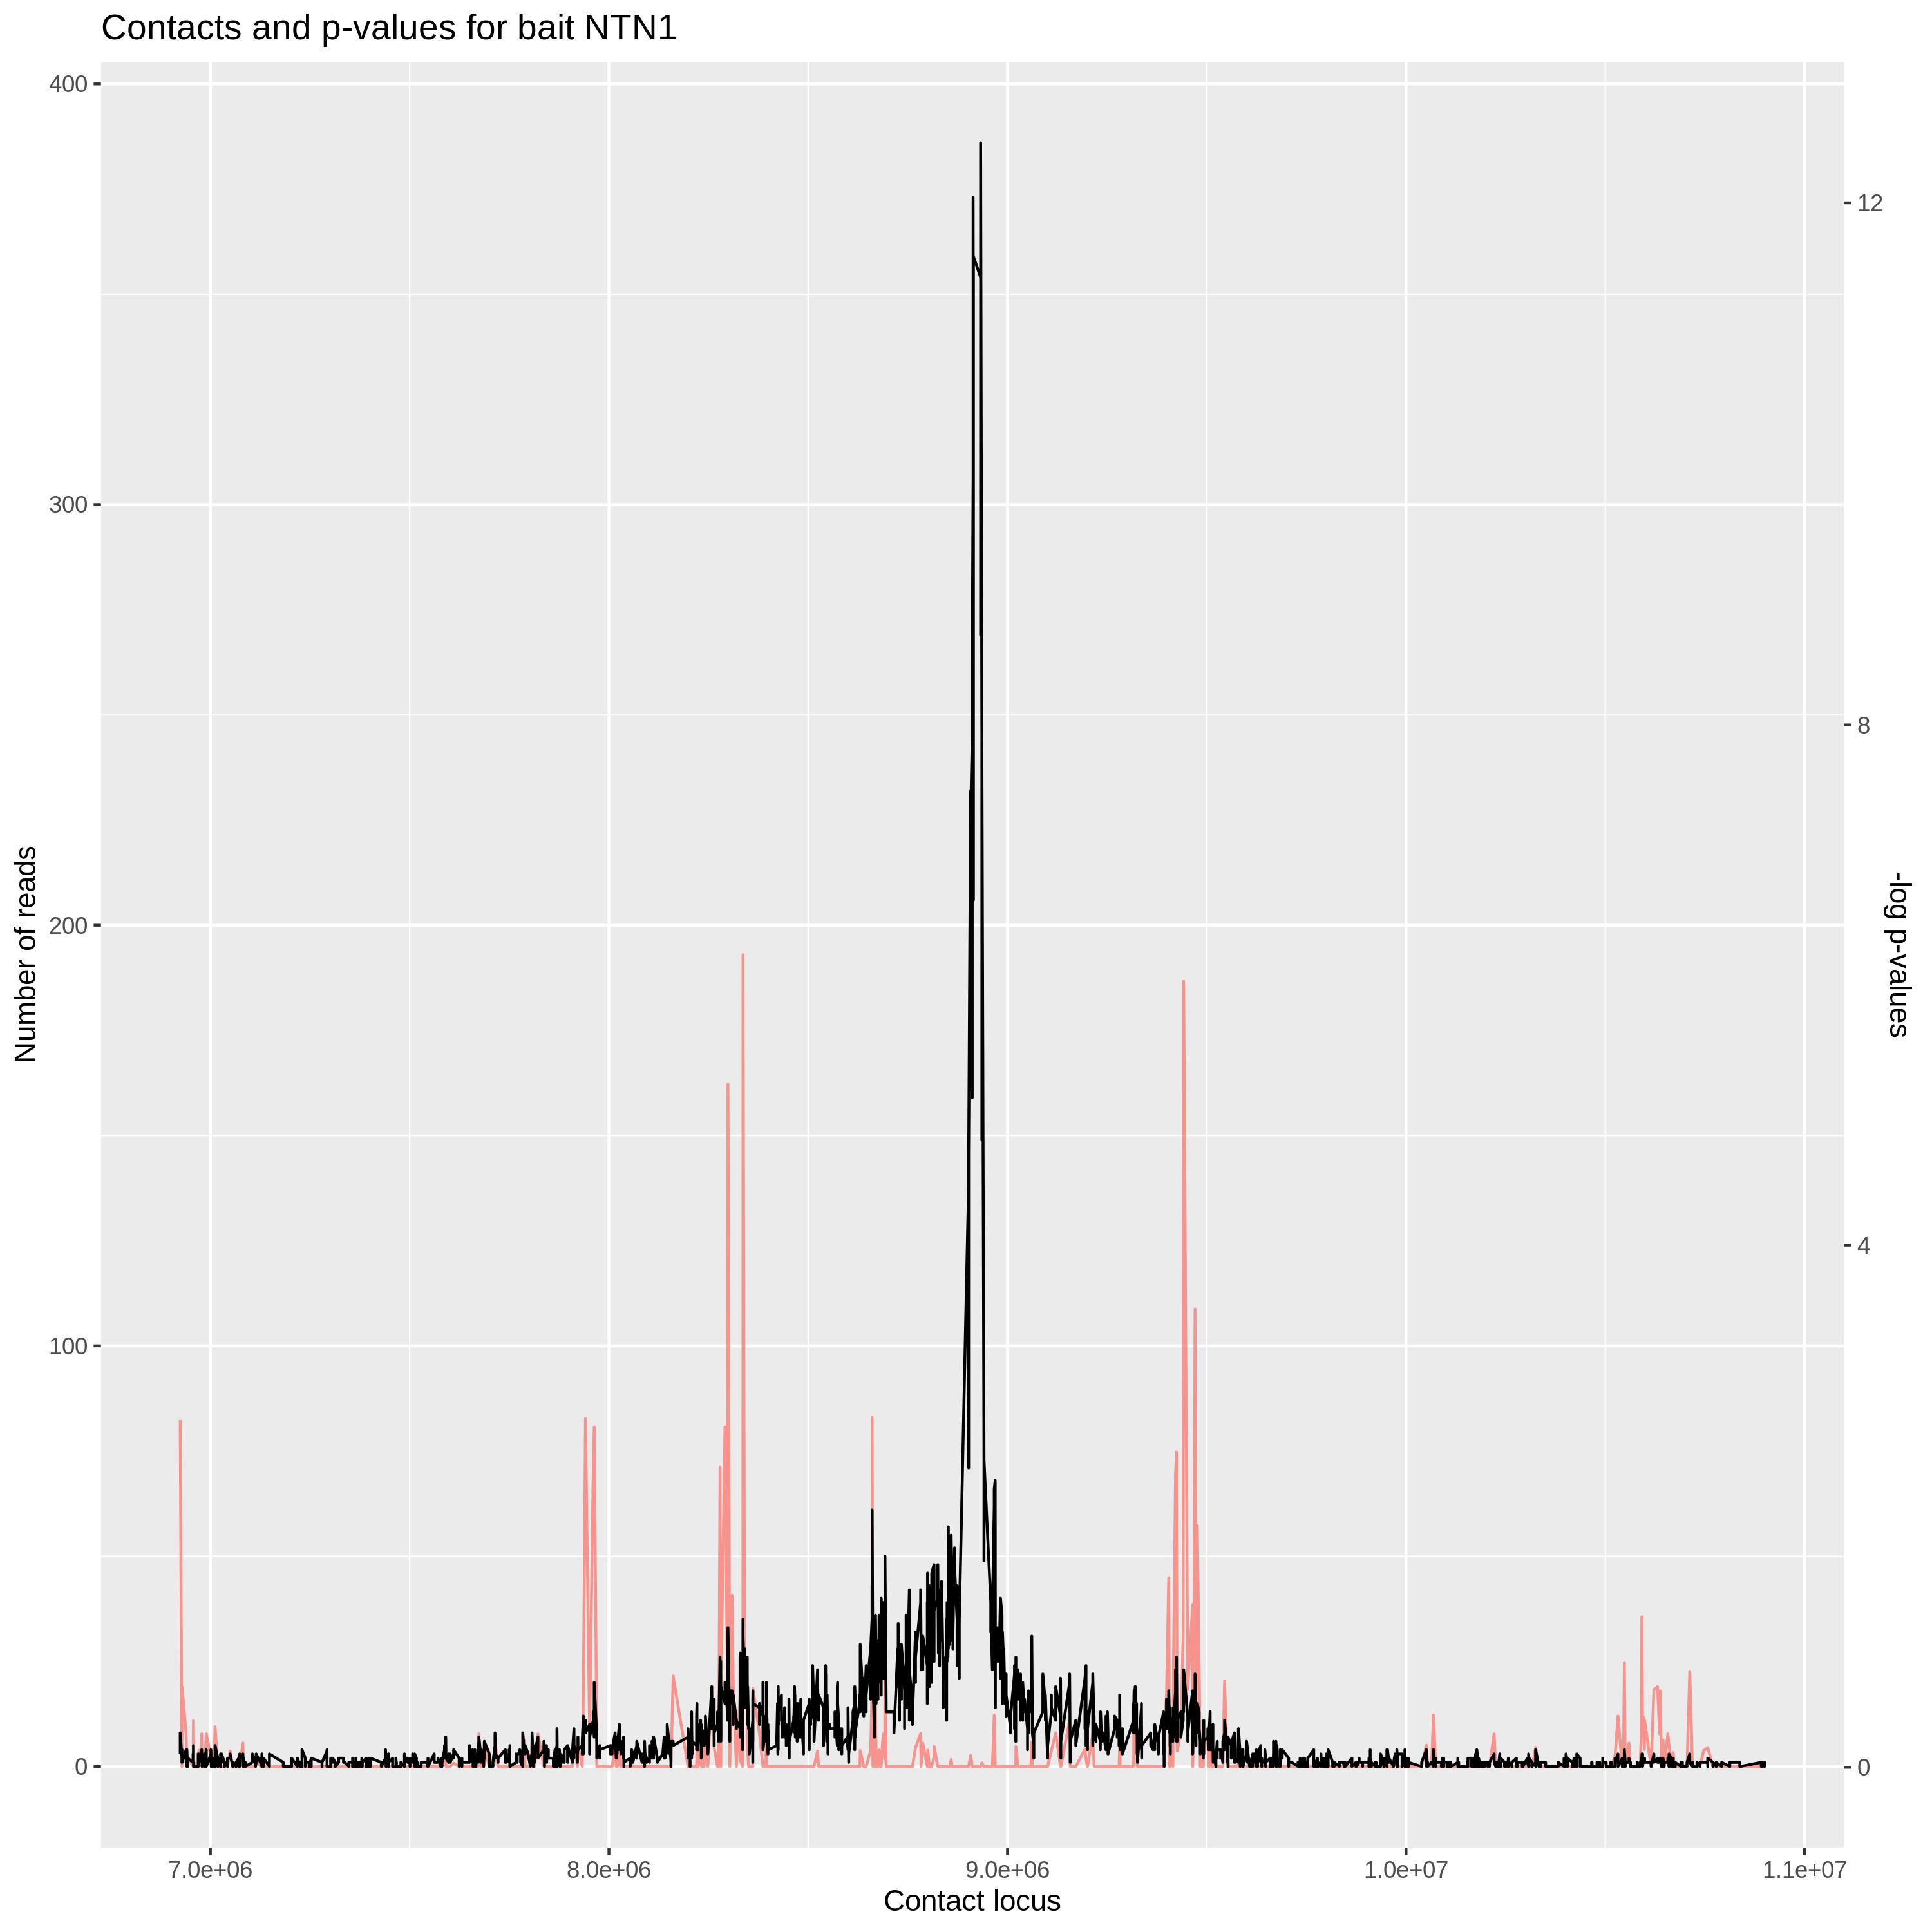 Contacts and p-values for bait NTN1
400
300
200
100
0
12
8
4
0
Number of reads
-log p-values
7.0e+06
8.0e+06
9.0e+06
1.0e+07
1.1e+07
Contact locus